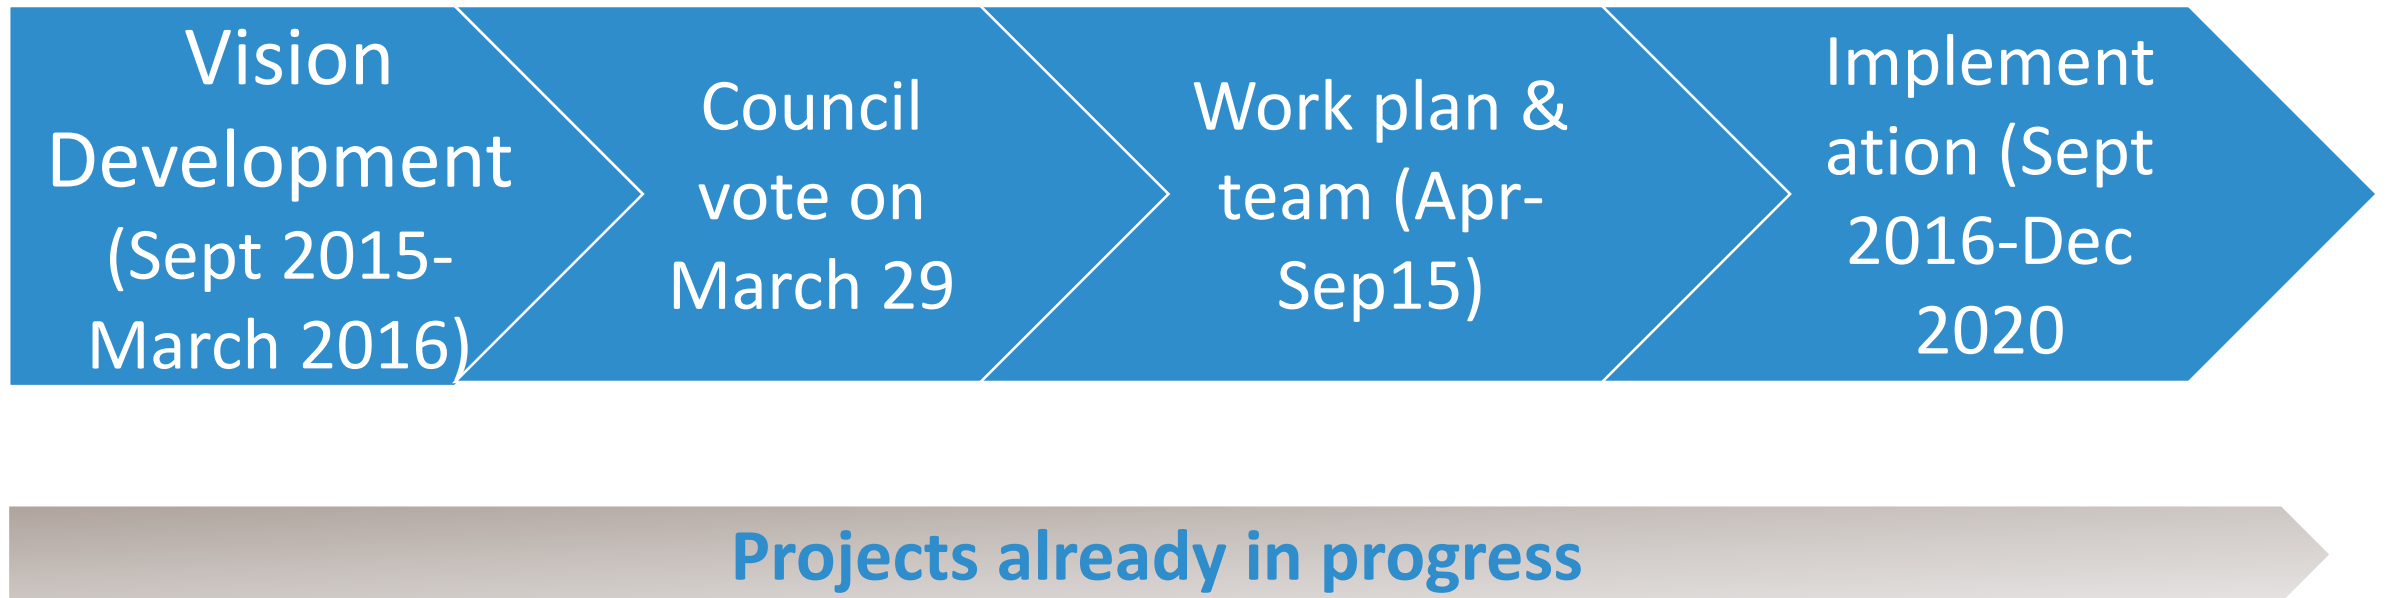 Vision
Development
(Sept 2015-
March 2016)
Council
vote on
March 29
Work plan &
team (Apr-
Sep15)
Implement
ation (Sept
2016-Dec
2020
Projects already in progress